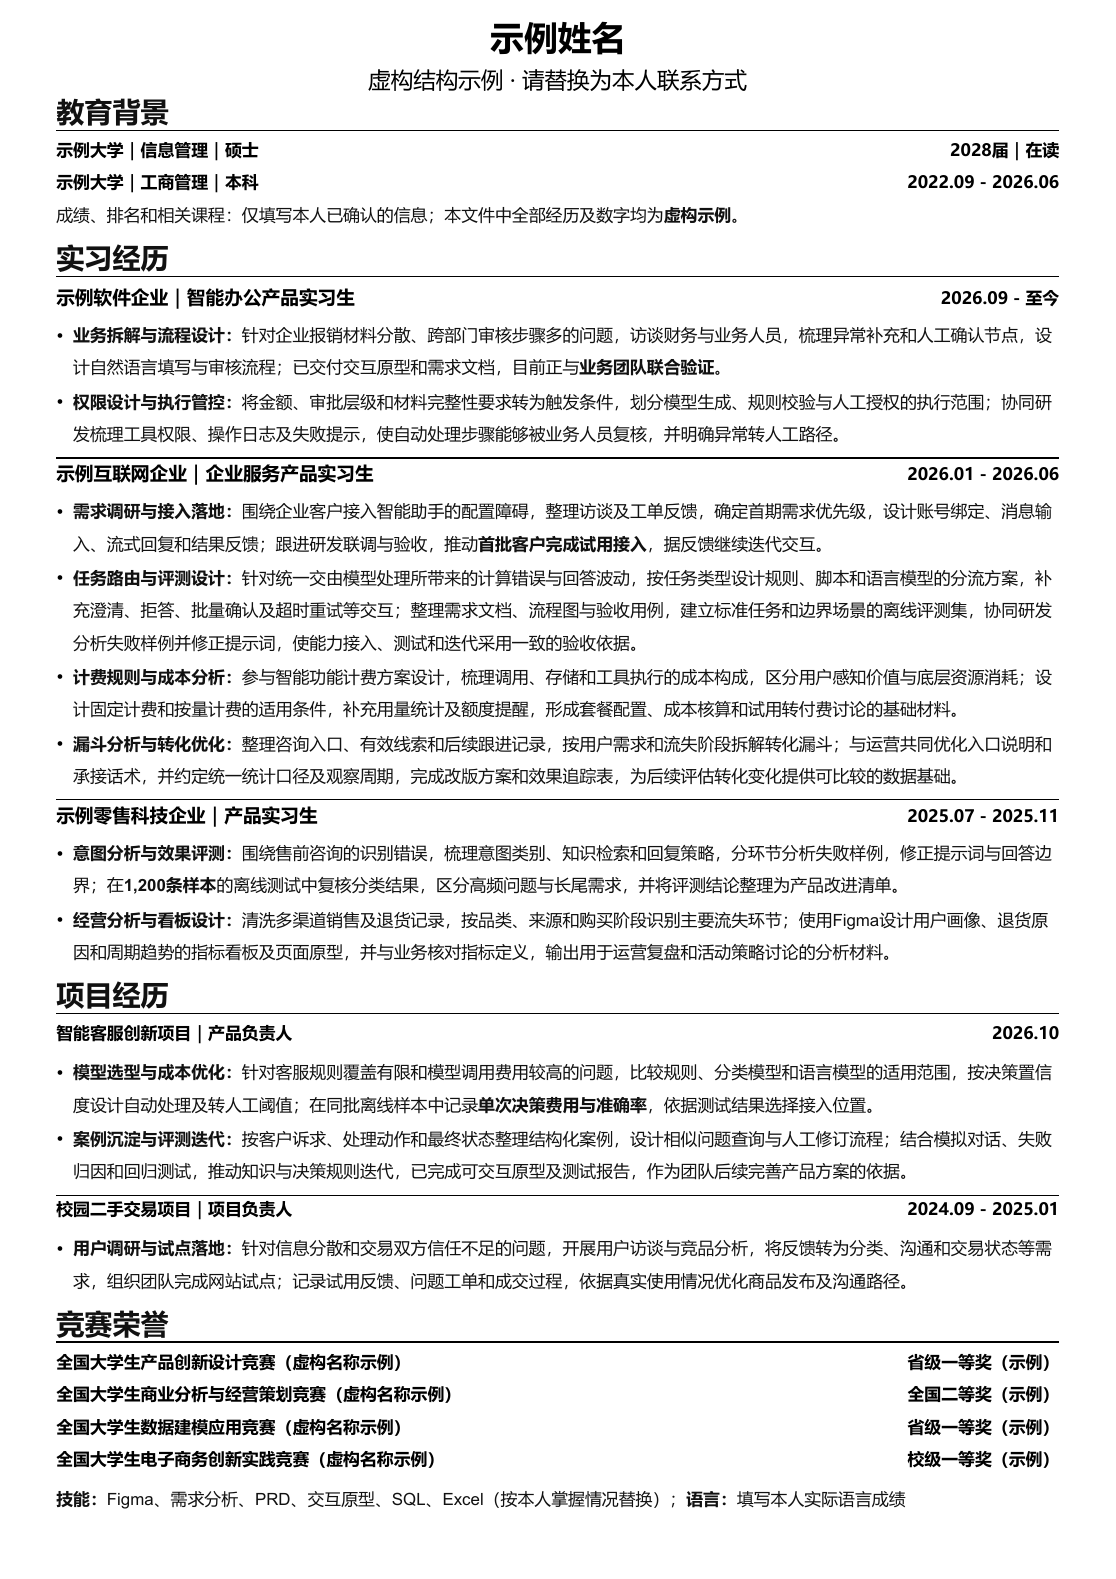 示例姓名
虚构结构示例 · 请替换为本人联系方式
教育背景
示例大学 | 信息管理 | 硕士 2028届 | 在读
示例大学 | 工商管理 | 本科 2022.09 - 2026.06
成绩、排名和相关课程：仅填写本人已确认的信息；本文件中全部经历及数字均为虚构示例。
实习经历
示例软件企业 | 智能办公产品实习生 2026.09 - 至今
• 业务拆解与流程设计：针对企业报销材料分散、跨部门审核步骤多的问题，访谈财务与业务人员，梳理异常补充和人工确认节点，设
计自然语言填写与审核流程；已交付交互原型和需求文档，目前正与业务团队联合验证。
• 权限设计与执行管控：将金额、审批层级和材料完整性要求转为触发条件，划分模型生成、规则校验与人工授权的执行范围；协同研
发梳理工具权限、操作日志及失败提示，使自动处理步骤能够被业务人员复核，并明确异常转人工路径。
示例互联网企业 | 企业服务产品实习生 2026.01 - 2026.06
• 需求调研与接入落地：围绕企业客户接入智能助手的配置障碍，整理访谈及工单反馈，确定首期需求优先级，设计账号绑定、消息输
入、流式回复和结果反馈；跟进研发联调与验收，推动首批客户完成试用接入，据反馈继续迭代交互。
• 任务路由与评测设计：针对统一交由模型处理所带来的计算错误与回答波动，按任务类型设计规则、脚本和语言模型的分流方案，补
充澄清、拒答、批量确认及超时重试等交互；整理需求文档、流程图与验收用例，建立标准任务和边界场景的离线评测集，协同研发
分析失败样例并修正提示词，使能力接入、测试和迭代采用一致的验收依据。
• 计费规则与成本分析：参与智能功能计费方案设计，梳理调用、存储和工具执行的成本构成，区分用户感知价值与底层资源消耗；设
计固定计费和按量计费的适用条件，补充用量统计及额度提醒，形成套餐配置、成本核算和试用转付费讨论的基础材料。
• 漏斗分析与转化优化：整理咨询入口、有效线索和后续跟进记录，按用户需求和流失阶段拆解转化漏斗；与运营共同优化入口说明和
承接话术，并约定统一统计口径及观察周期，完成改版方案和效果追踪表，为后续评估转化变化提供可比较的数据基础。
示例零售科技企业 | 产品实习生 2025.07 - 2025.11
• 意图分析与效果评测：围绕售前咨询的识别错误，梳理意图类别、知识检索和回复策略，分环节分析失败样例，修正提示词与回答边
界；在1,200条样本的离线测试中复核分类结果，区分高频问题与长尾需求，并将评测结论整理为产品改进清单。
• 经营分析与看板设计：清洗多渠道销售及退货记录，按品类、来源和购买阶段识别主要流失环节；使用Figma设计用户画像、退货原
因和周期趋势的指标看板及页面原型，并与业务核对指标定义，输出用于运营复盘和活动策略讨论的分析材料。
项目经历
智能客服创新项目 | 产品负责人 2026.10
• 模型选型与成本优化：针对客服规则覆盖有限和模型调用费用较高的问题，比较规则、分类模型和语言模型的适用范围，按决策置信
度设计自动处理及转人工阈值；在同批离线样本中记录单次决策费用与准确率，依据测试结果选择接入位置。
• 案例沉淀与评测迭代：按客户诉求、处理动作和最终状态整理结构化案例，设计相似问题查询与人工修订流程；结合模拟对话、失败
归因和回归测试，推动知识与决策规则迭代，已完成可交互原型及测试报告，作为团队后续完善产品方案的依据。
校园二手交易项目 | 项目负责人 2024.09 - 2025.01
• 用户调研与试点落地：针对信息分散和交易双方信任不足的问题，开展用户访谈与竞品分析，将反馈转为分类、沟通和交易状态等需
求，组织团队完成网站试点；记录试用反馈、问题工单和成交过程，依据真实使用情况优化商品发布及沟通路径。
竞赛荣誉
全国大学生产品创新设计竞赛（虚构名称示例） 省级一等奖（示例）
全国大学生商业分析与经营策划竞赛（虚构名称示例） 全国二等奖（示例）
全国大学生数据建模应用竞赛（虚构名称示例） 省级一等奖（示例）
全国大学生电子商务创新实践竞赛（虚构名称示例） 校级一等奖（示例）
技能：Figma、需求分析、PRD、交互原型、SQL、Excel（按本人掌握情况替换）；语言：填写本人实际语言成绩